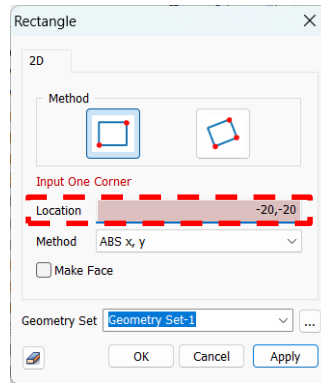 Rectangle
2D
Method
Input One Corner
Location -20,-20
Method ABS x, y
Make Face
Geometry Set Geometry Set-1 ...
OK Cancel Apply